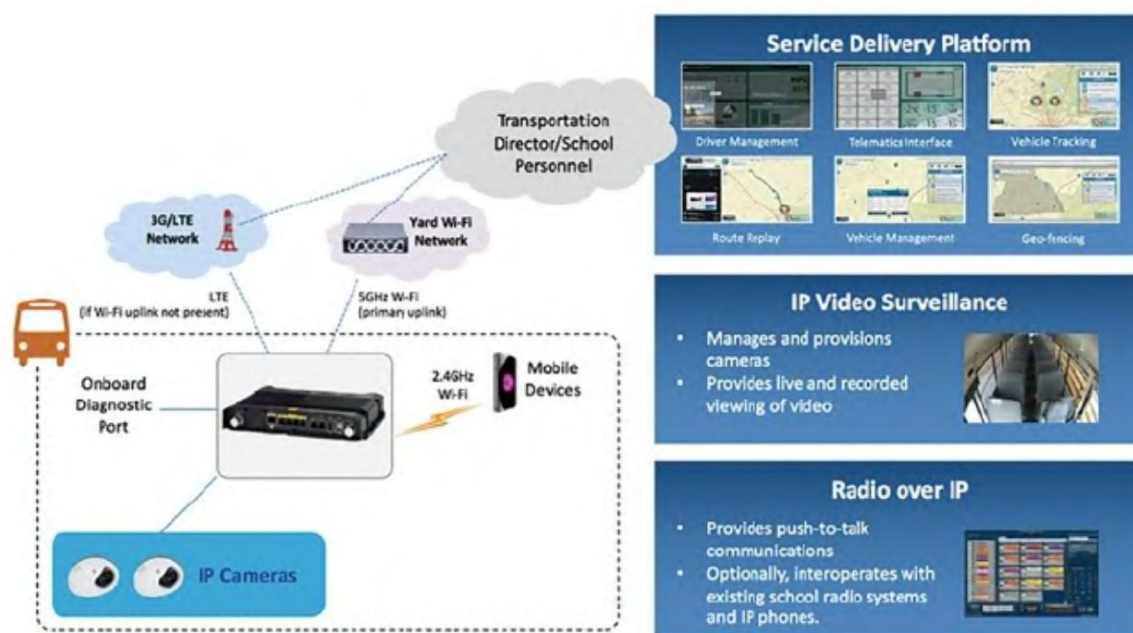 Transportation
Director/School
Personnel
3G/LTE
Network
Yard Wi-Fi
Network
LTE
(if Wi-Fi uplink not present)
5GHz Wi-Fi
(primary uplink)
Onboard
Diagnostic
Port
2.4GHz
Wi-Fi
Mobile
Devices
IP Cameras
Service Delivery Platform
Driver Management
Telematics Interface
Vehicle Tracking
Route Replay
Vehicle Management
Geo-fencing
IP Video Surveillance
• Manages and provisions
cameras
• Provides live and recorded
viewing of video
Radio over IP
• Provides push-to-talk
communications
• Optionally, interoperates with
existing school radio systems
and IP phones.